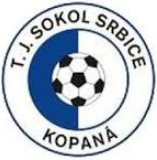 T. J. SOKOL SRBICE
KOPANÁ